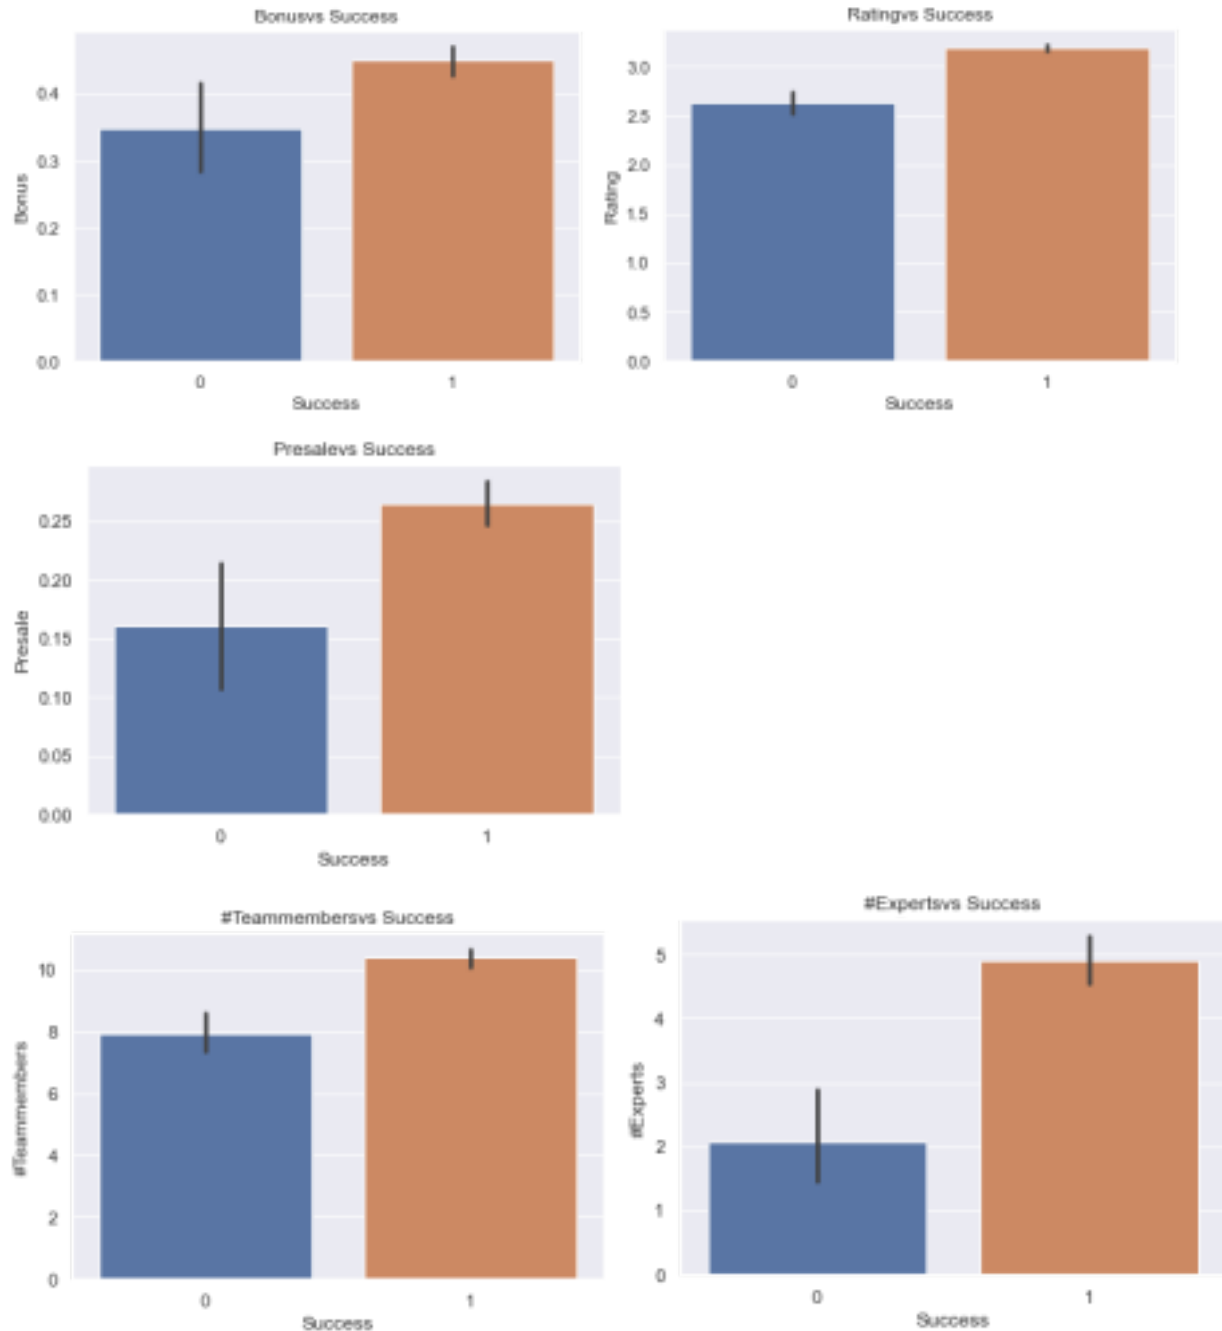 Bonusvs Success
Bonus
0.4
0.3
0.2
0.1
0.0
0
1
Success
Ratingvs Success
Rating
3.0
2.5
2.0
1.5
1.0
0.5
0.0
0
1
Success
Presalevs Success
Presale
0.25
0.20
0.15
0.10
0.05
0.00
0
1
Success
#Teammembersvs Success
#Teammembers
10
8
6
4
2
0
0
1
Success
#Expertsvs Success
#Experts
5
4
3
2
1
0
0
1
Success